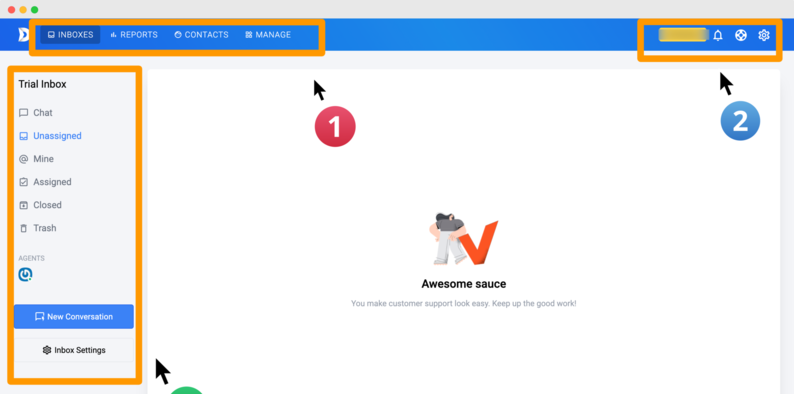 INBOXES
REPORTS
CONTACTS
MANAGE
Trial Inbox
Chat
Unassigned
Mine
Assigned
Closed
Trash
AGENTS
New Conversation
Inbox Settings
1
2
Awesome sauce
You make customer support look easy. Keep up the good work!